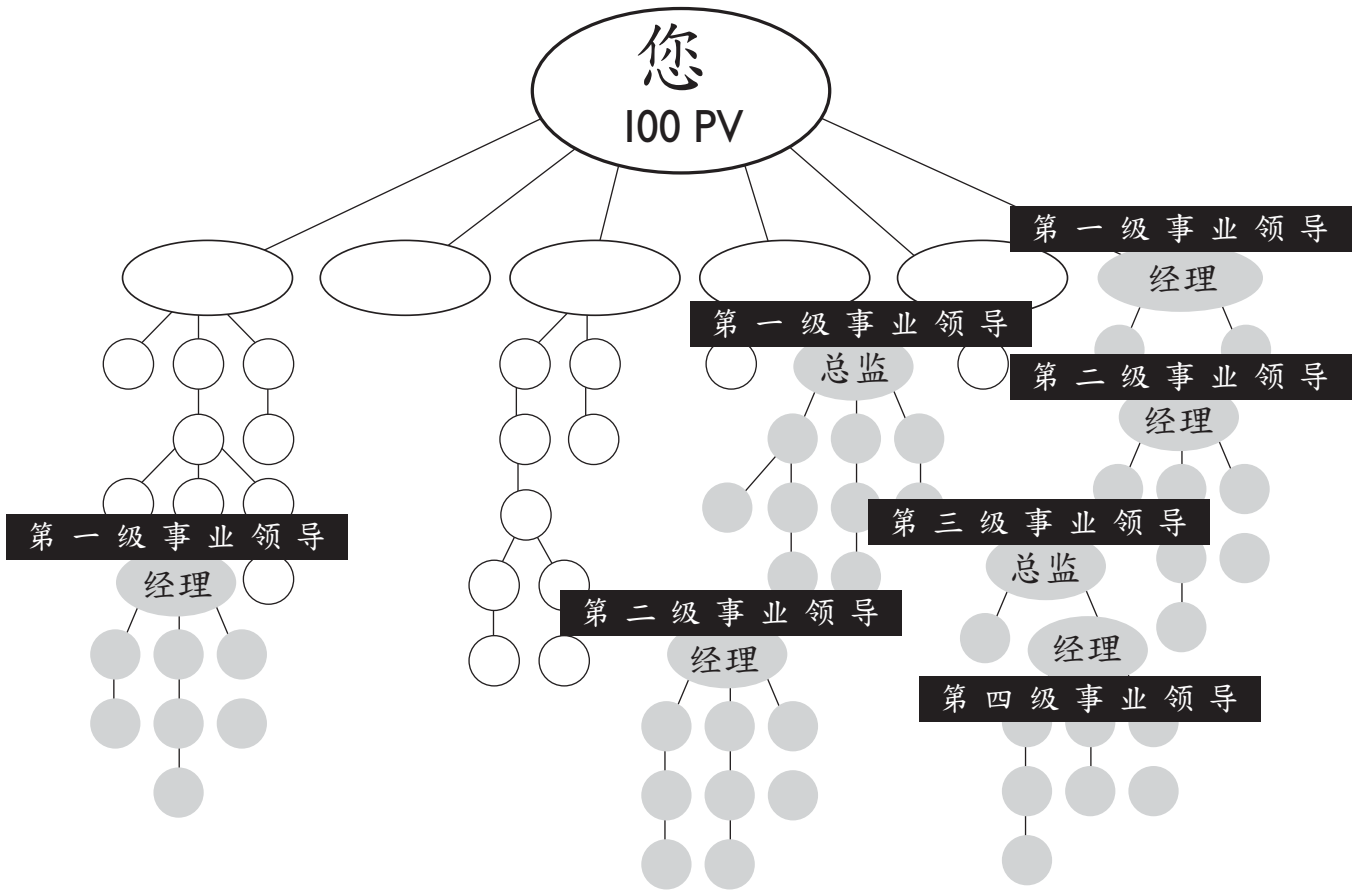 您
100 PV
第一级事业领导
经理
第一级事业领导
总监
第二级事业领导
经理
第一级事业领导
经理
第三级事业领导
总监
第二级事业领导
经理
经理
第四级事业领导